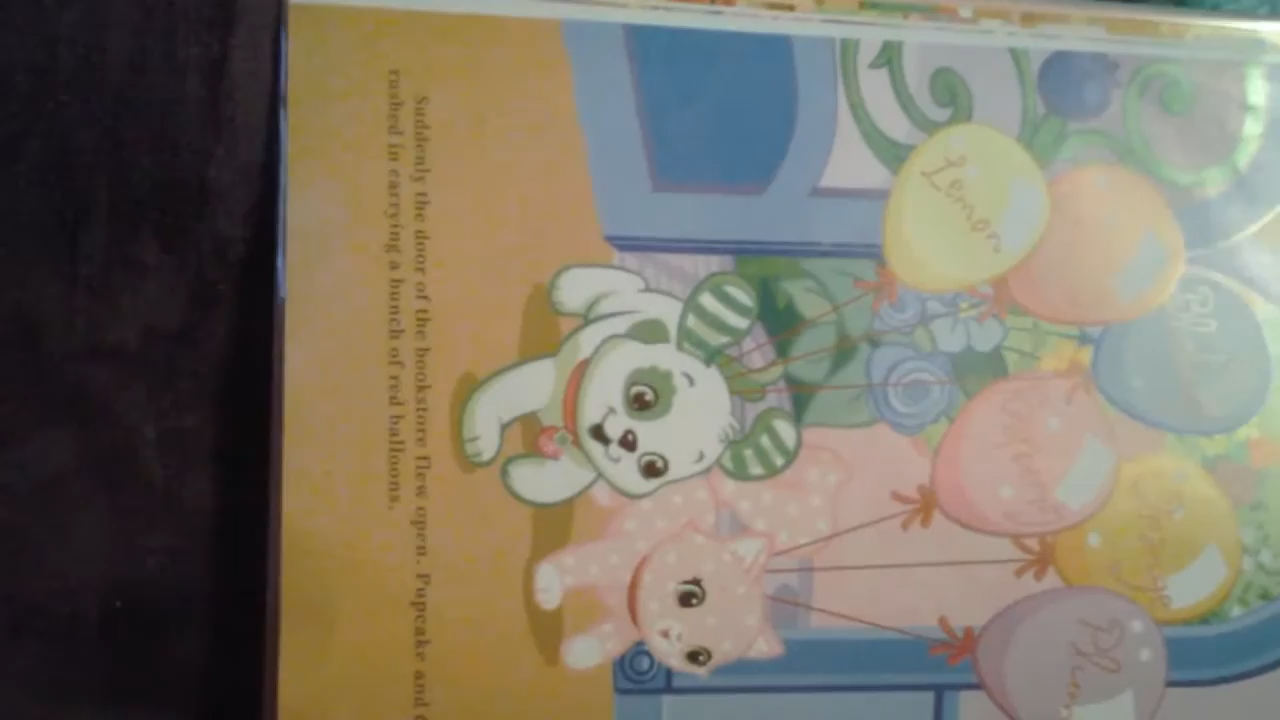 Suddenly the door of the bookstore flew open. Pupcake and
rushed in carrying a bunch of red balloons.
Lemon
Plum